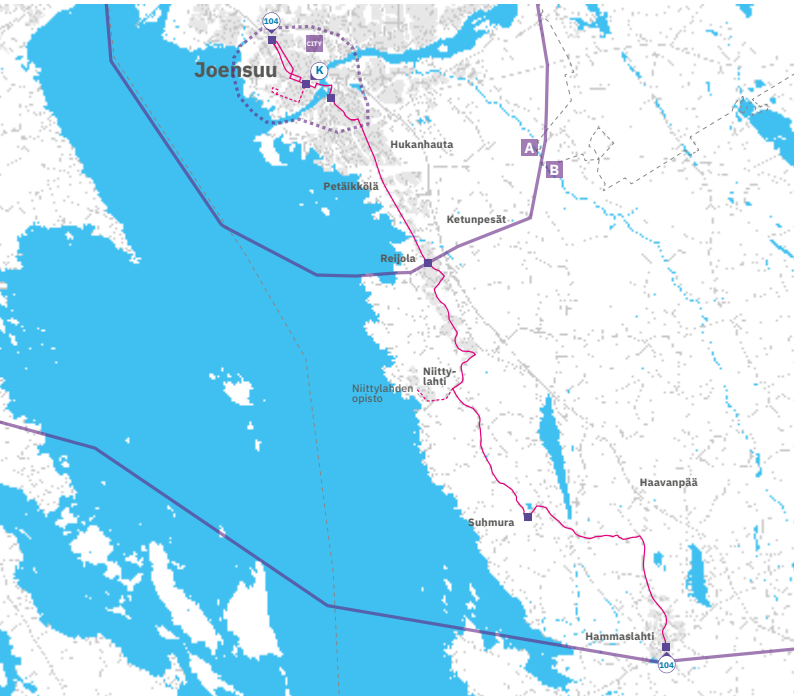 104
CITY
Joensuu
K
Hukanhauta
A
B
Petäikkölä
Ketunpesät
Reijola
Niitty-
lahti
Niittylahden
opisto
Haavanpää
Suhmura
Hammaslahti
104